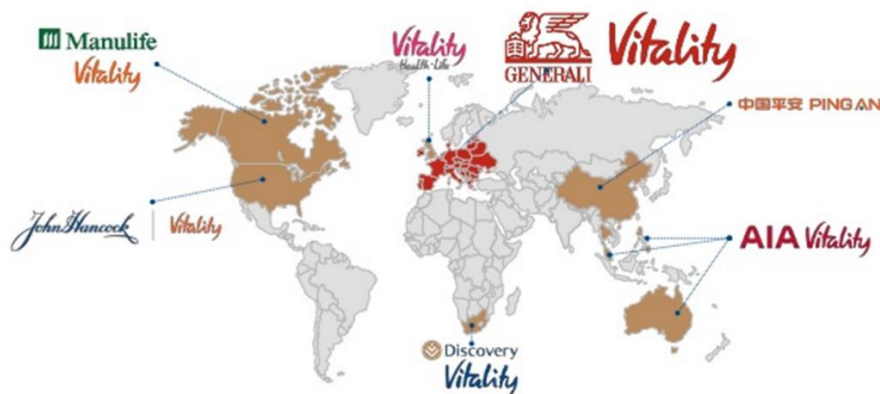 Manulife
Vitality
Vitality
Health · Life
GENERALI
Vitality
中国平安 PING AN
John Hancock | Vitality
AIA Vitality
Discovery
Vitality